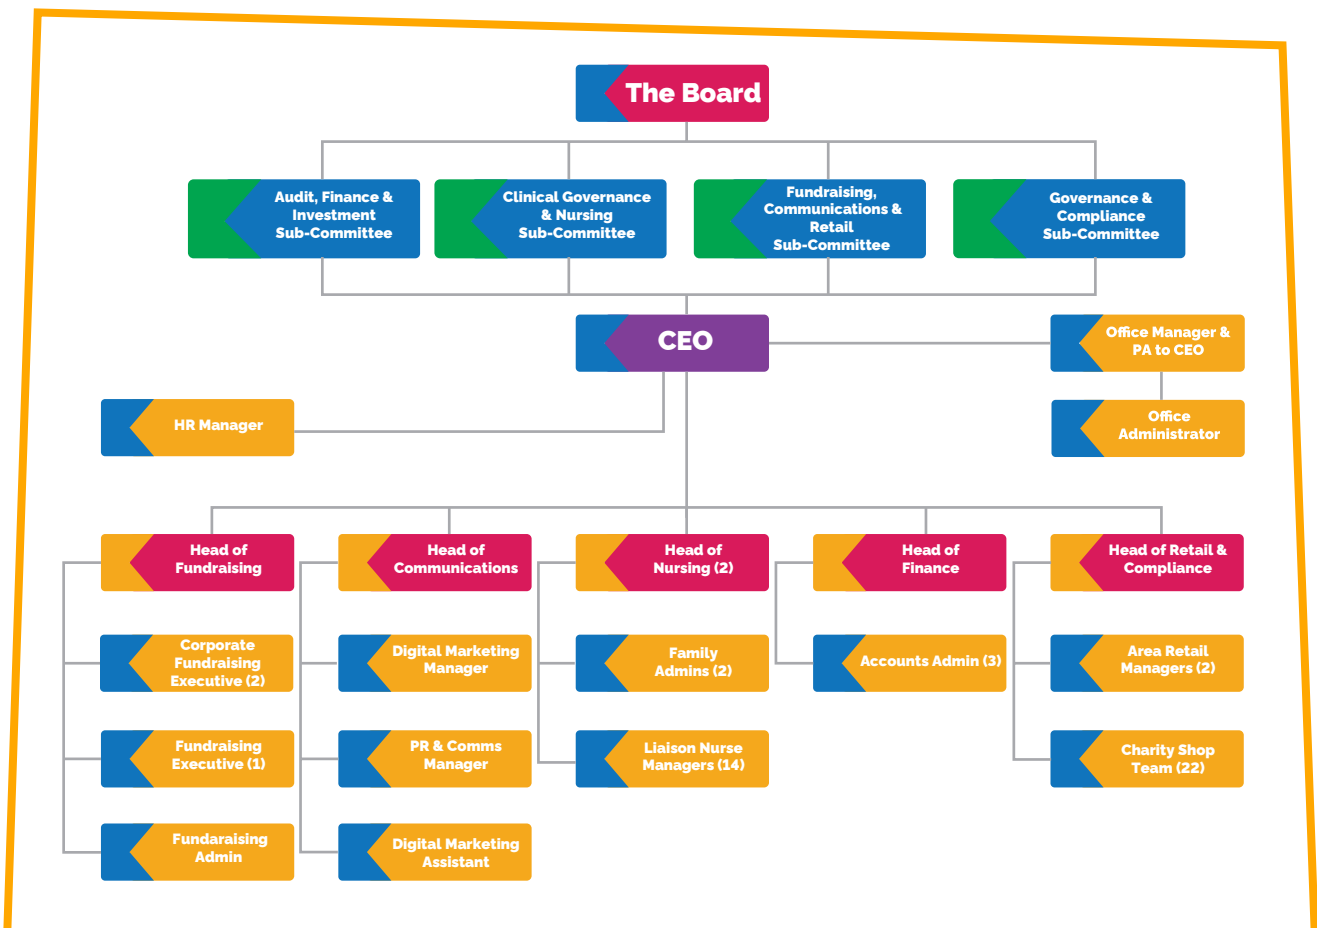 The Board
Audit, Finance &
Investment
Sub-Committee
Clinical Governance
& Nursing
Sub-Committee
Fundraising,
Communications &
Retail
Sub-Committee
Governance &
Compliance
Sub-Committee
CEO
Office Manager &
PA to CEO
HR Manager
Office
Administrator
Head of
Fundraising
Head of
Communications
Head of
Nursing (2)
Head of
Finance
Head of Retail &
Compliance
Corporate
Fundraising
Executive (2)
Digital Marketing
Manager
Family
Admins (2)
Accounts Admin (3)
Area Retail
Managers (2)
Fundraising
Executive (1)
PR & Comms
Manager
Liaison Nurse
Managers (14)
Charity Shop
Team (22)
Fundaraising
Admin
Digital Marketing
Assistant